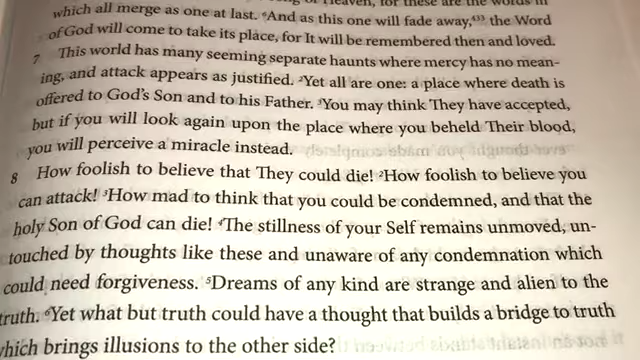 Heaven, for these are the words in
which all merge as one at last. ⁶And as this one will fade away,⁴³³ the Word
of God will come to take its place, for It will be remembered then and loved.
7 This world has many seeming separate haunts where mercy has no mean-
ing, and attack appears as justified. ²Yet all are one: a place where death is
offered to God's Son and to his Father. ³You may think They have accepted,
but if you will look again upon the place where you beheld Their blood,
you will perceive a miracle instead.
8 How foolish to believe that They could die! ²How foolish to believe you
can attack! ³How mad to think that you could be condemned, and that the
holy Son of God can die! ⁴The stillness of your Self remains unmoved, un-
touched by thoughts like these and unaware of any condemnation which
could need forgiveness. ⁵Dreams of any kind are strange and alien to the
truth. ⁶Yet what but truth could have a thought that builds a bridge to truth
which brings illusions to the other side?